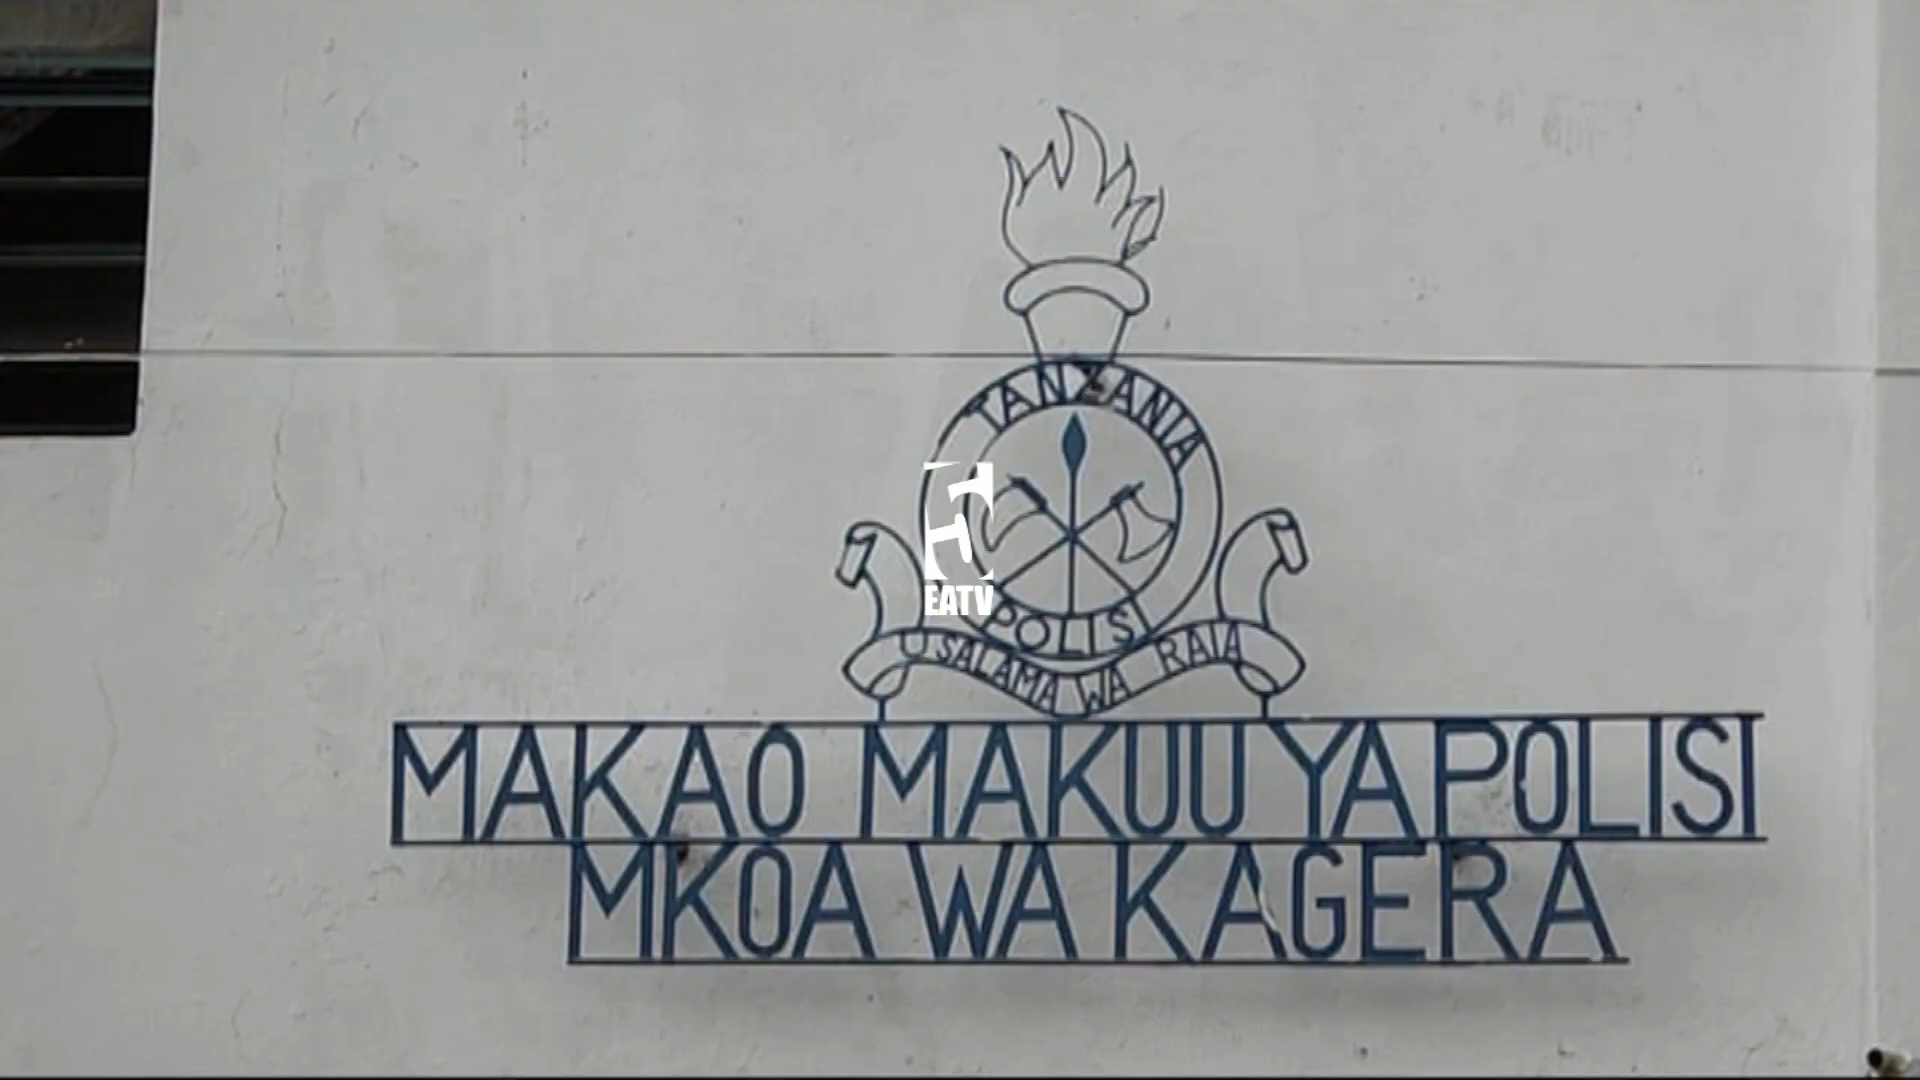 TANZANIA
EATV
POLISI
USALAMA WA RAIA
MAKAO MAKUU YA POLISI
MKOA WA KAGERA